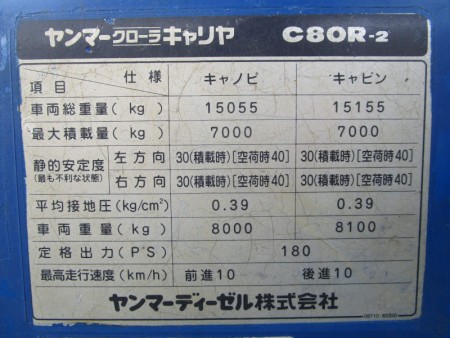 ヤンマークローラキャリヤ C80R-2
項目 仕様 キャノピ キャビン
車両総重量(kg) 15055 15155
最大積載量(kg) 7000 7000
静的安定度(最も不利な状態) 左方向 30(積載時)[空荷時40] 30(積載時)[空荷時40]
右方向 30(積載時)[空荷時40] 30(積載時)[空荷時40]
平均接地圧(kg/cm²) 0.39 0.39
車両重量(kg) 8000 8100
定格出力(PS) 180
最高走行速度(km/h) 前進10 後進10
ヤンマーディーゼル株式会社